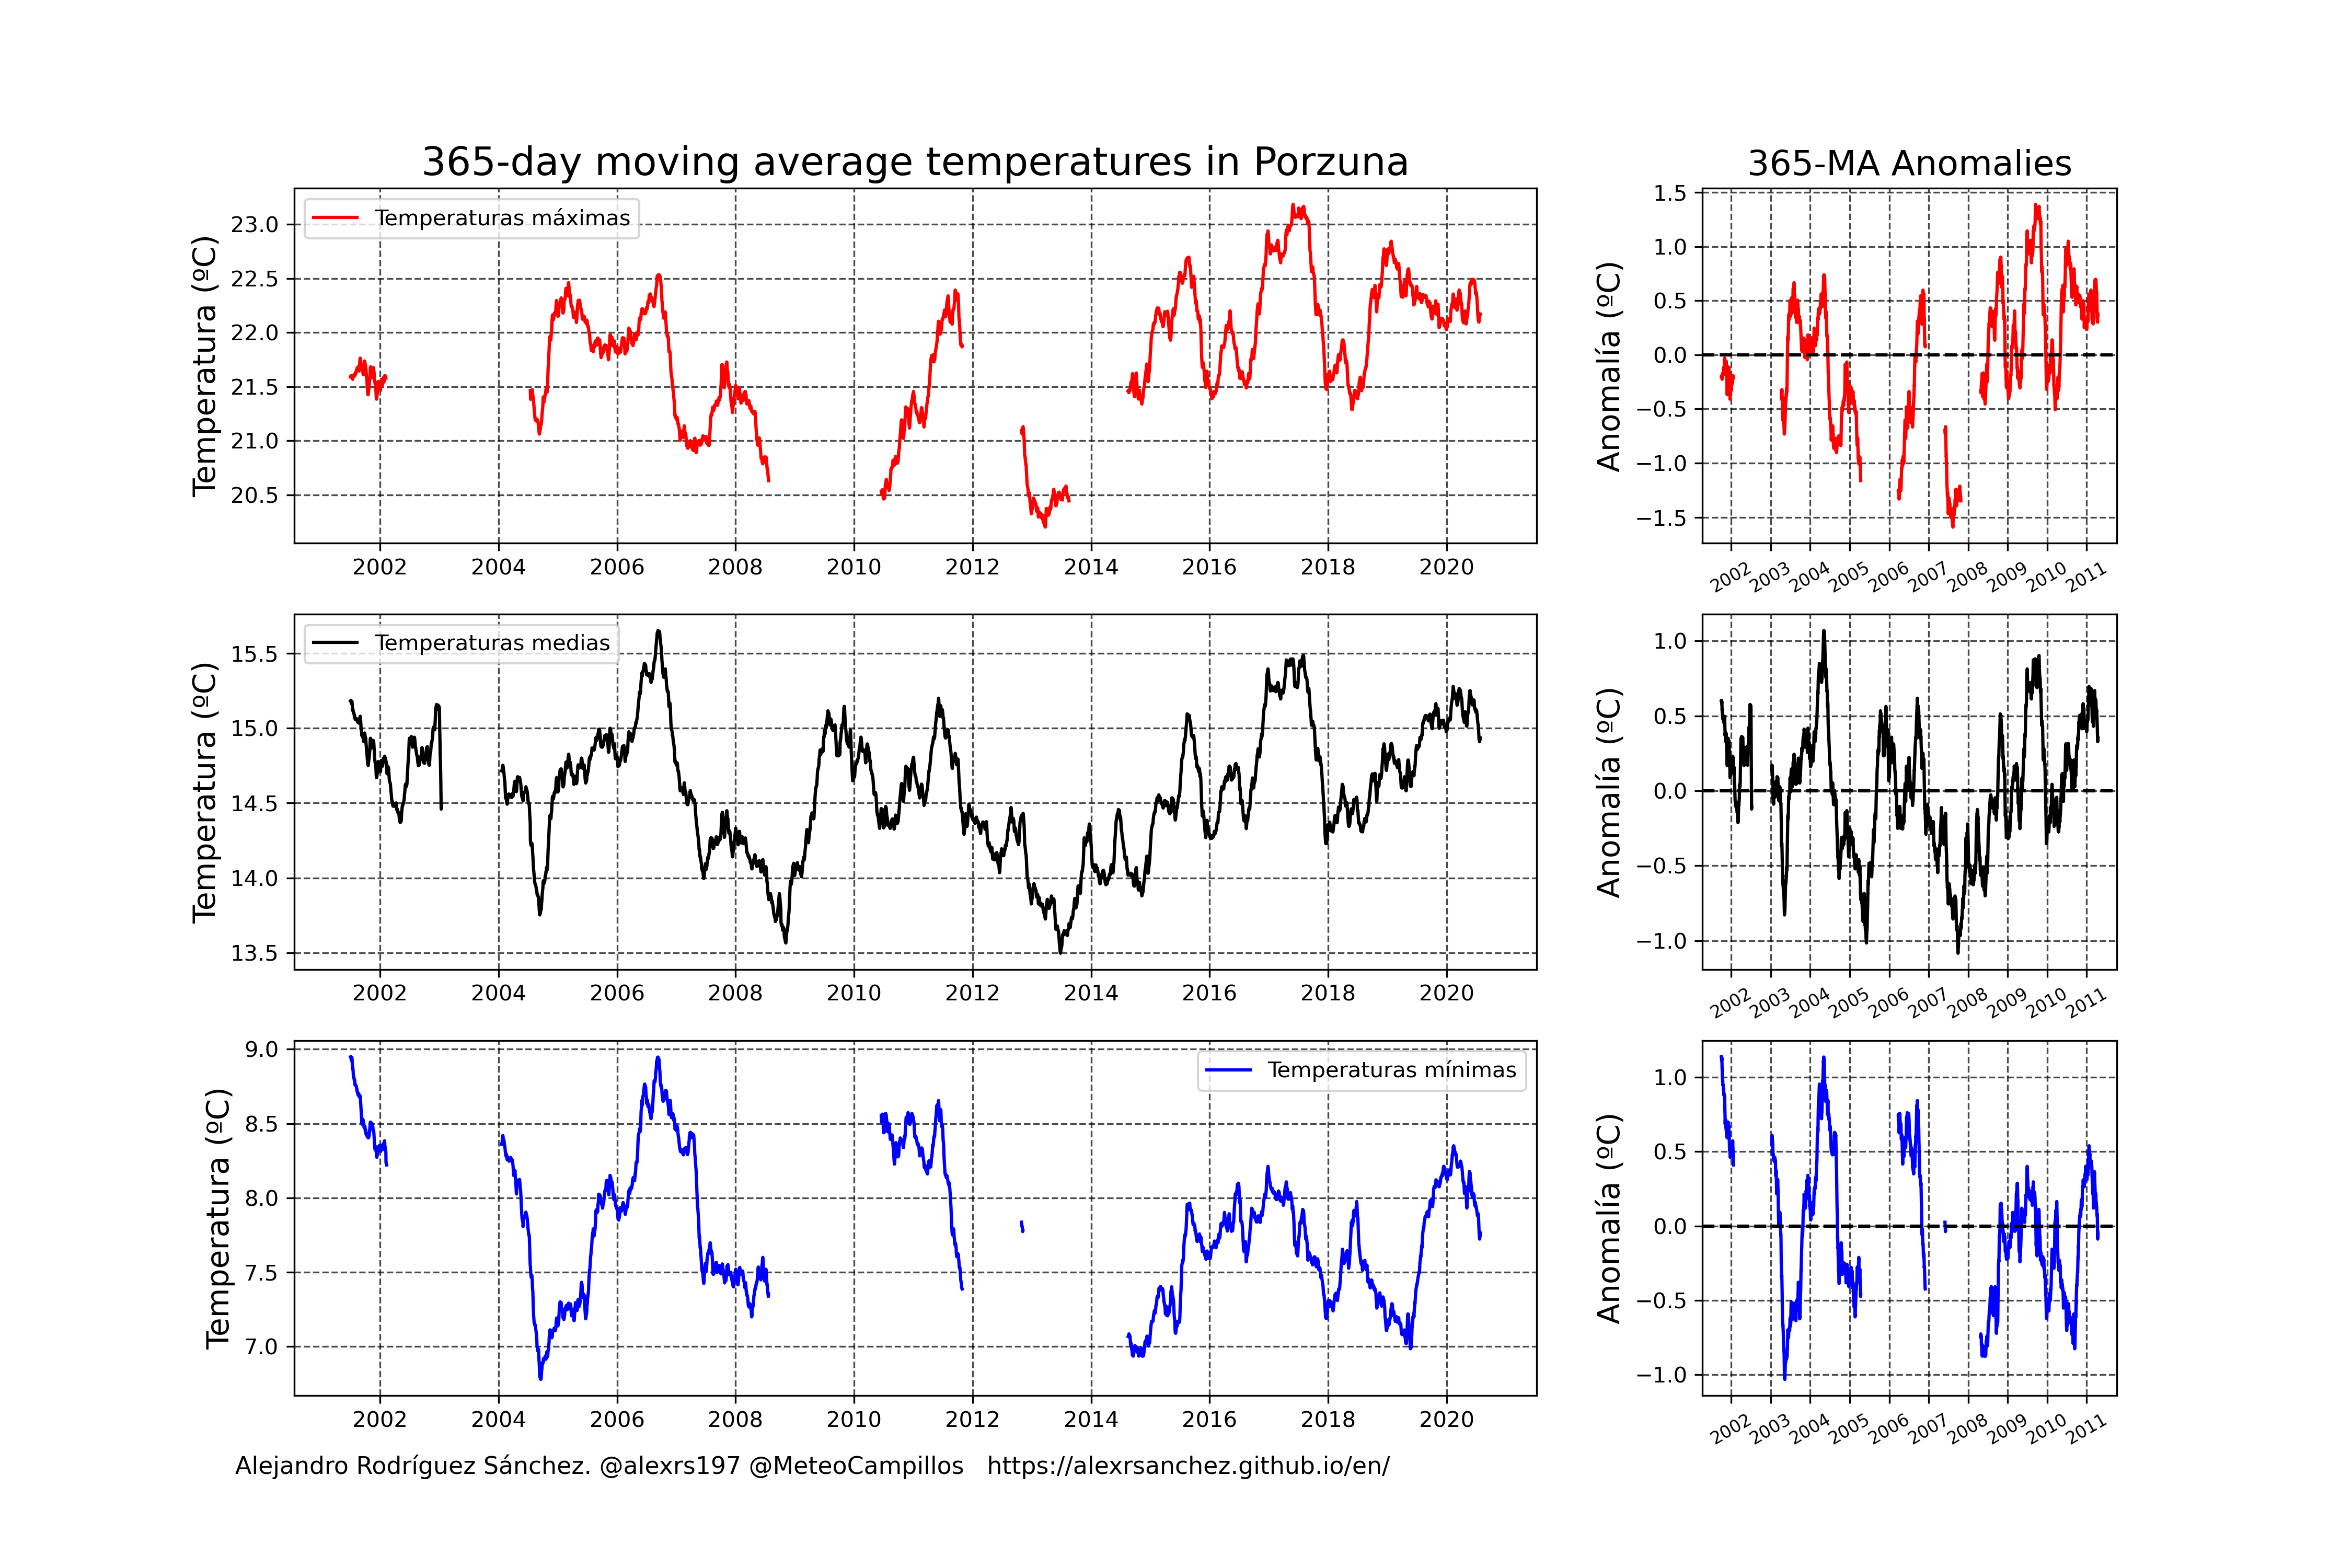 365-day moving average temperatures in Porzuna
365-MA Anomalies
Temperatura (ºC)
23.0
22.5
22.0
21.5
21.0
20.5
Temperaturas máximas
2002 2004 2006 2008 2010 2012 2014 2016 2018 2020
Anomalía (ºC)
1.5
1.0
0.5
0.0
−0.5
−1.0
−1.5
2002 2003 2004 2005 2006 2007 2008 2009 2010 2011
Temperatura (ºC)
15.5
15.0
14.5
14.0
13.5
Temperaturas medias
2002 2004 2006 2008 2010 2012 2014 2016 2018 2020
Anomalía (ºC)
1.0
0.5
0.0
−0.5
−1.0
2002 2003 2004 2005 2006 2007 2008 2009 2010 2011
Temperatura (ºC)
9.0
8.5
8.0
7.5
7.0
Temperaturas mínimas
2002 2004 2006 2008 2010 2012 2014 2016 2018 2020
Anomalía (ºC)
1.0
0.5
0.0
−0.5
−1.0
2002 2003 2004 2005 2006 2007 2008 2009 2010 2011
Alejandro Rodríguez Sánchez. @alexrs197 @MeteoCampillos https://alexrsanchez.github.io/en/